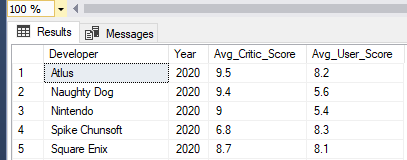 100 %
Results Messages
Developer Year Avg_Critic_Score Avg_User_Score
1 Atlus 2020 9.5 8.2
2 Naughty Dog 2020 9.4 5.6
3 Nintendo 2020 9 5.4
4 Spike Chunsoft 2020 6.8 8.3
5 Square Enix 2020 8.7 8.1